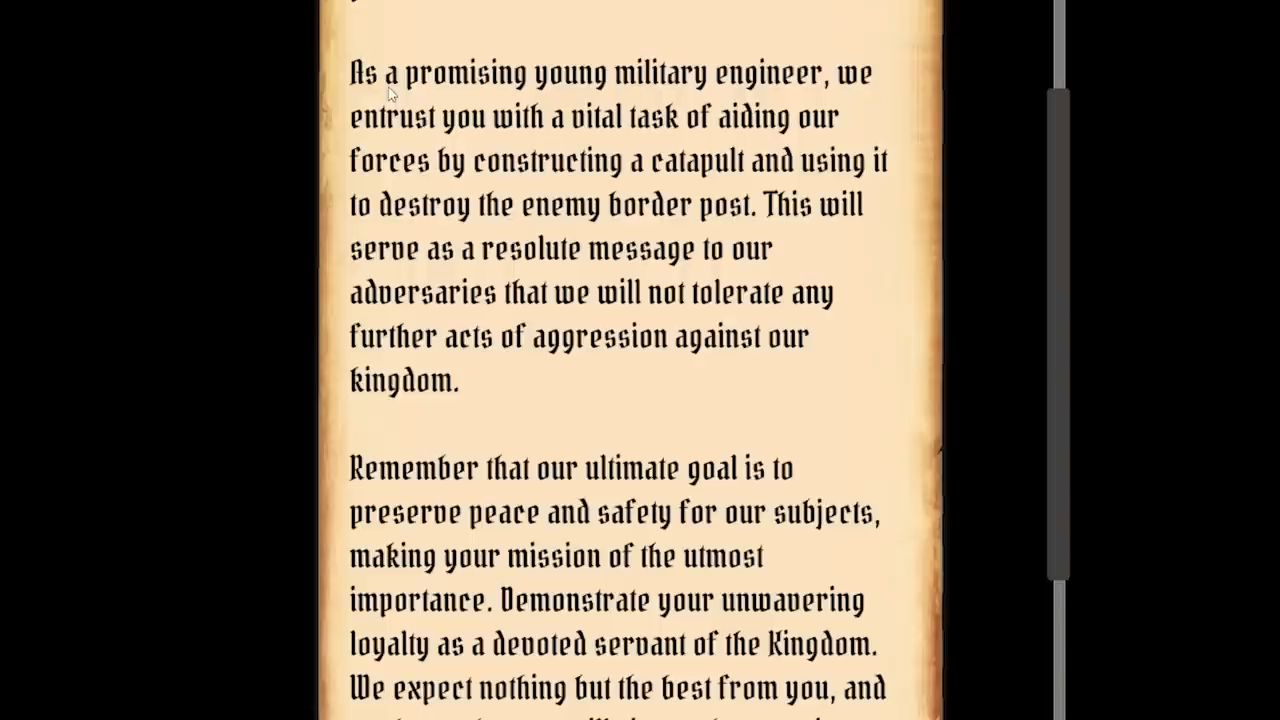 As a promising young military engineer, we
entrust you with a vital task of aiding our
forces by constructing a catapult and using it
to destroy the enemy border post. This will
serve as a resolute message to our
adversaries that we will not tolerate any
further acts of aggression against our
kingdom.
Remember that our ultimate goal is to
preserve peace and safety for our subjects,
making your mission of the utmost
importance. Demonstrate your unwavering
loyalty as a devoted servant of the Kingdom.
We expect nothing but the best from you, and